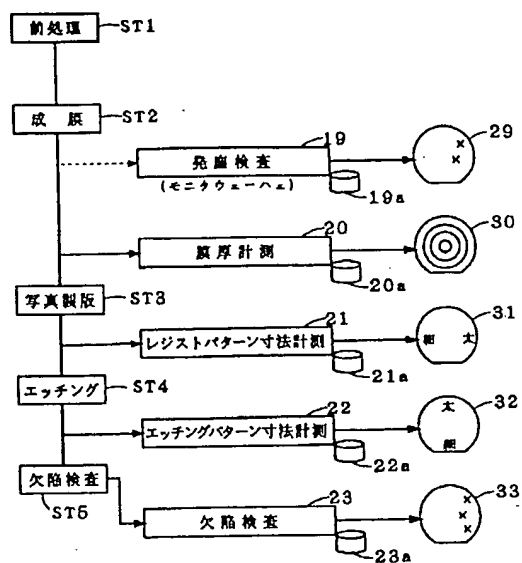 前処理 ST1
成膜 ST2
19 29
発塵検査
(モニタウェーハ)
19a
20 30
膜厚計測
20a
写真製版 ST3
21 31
レジストパターン寸法計測 細 太
21a
エッチング ST4
22 32
エッチングパターン寸法計測 太
細
22a
欠陥検査
ST5
23 33
欠陥検査
23a